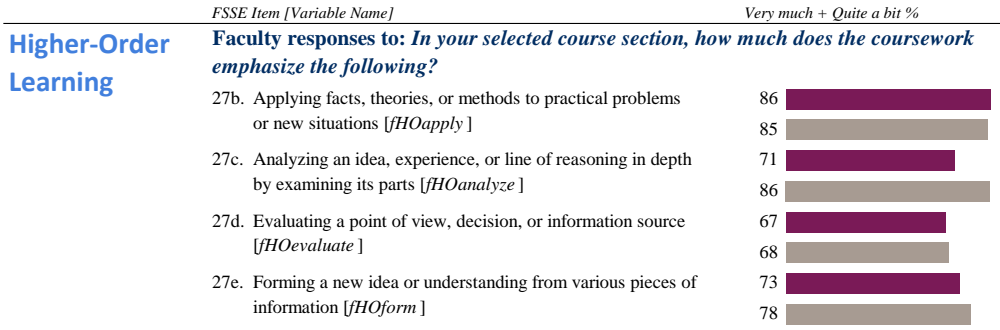 FSSE Item [Variable Name] Very much + Quite a bit %
Higher-Order
Learning
Faculty responses to: In your selected course section, how much does the coursework
emphasize the following?
27b. Applying facts, theories, or methods to practical problems
or new situations [fHOapply ]
86
85
27c. Analyzing an idea, experience, or line of reasoning in depth
by examining its parts [fHOanalyze ]
71
86
27d. Evaluating a point of view, decision, or information source
[fHOevaluate ]
67
68
27e. Forming a new idea or understanding from various pieces of
information [fHOform ]
73
78